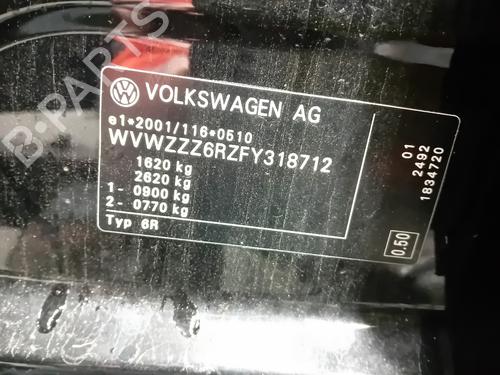 VOLKSWAGEN AG
e1*2001/116*0510
WVWZZZ6RZFY318712
1620 kg
2620 kg
1- 0900 kg
2- 0770 kg
Typ 6R
01
2492
1834720
0.50
B-PARTS